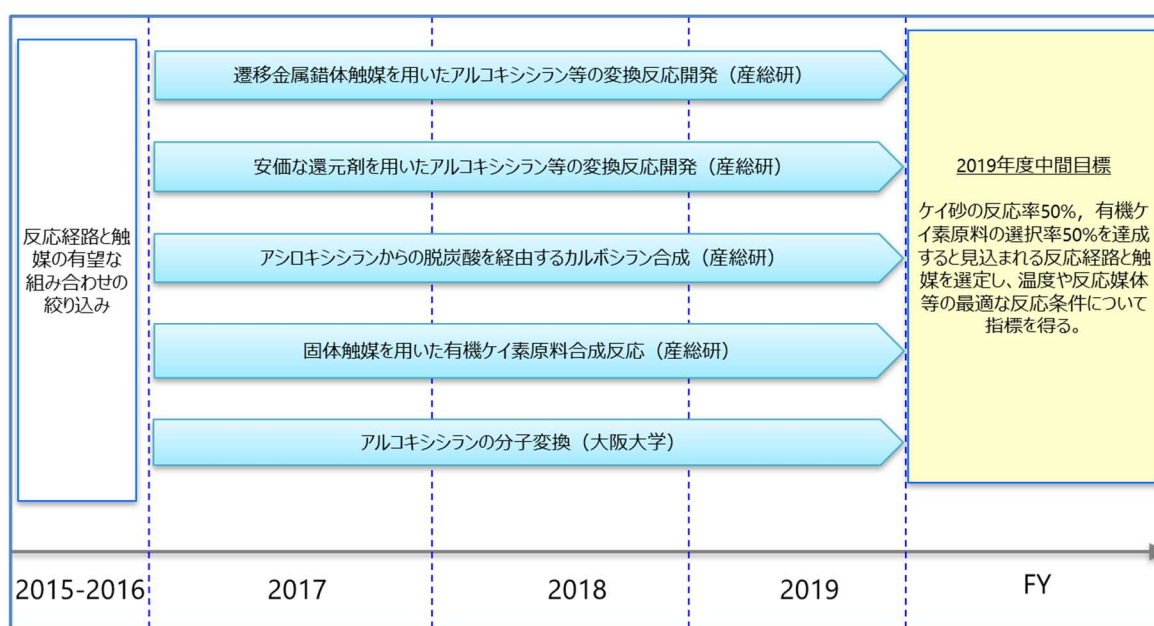 反応経路と触
媒の有望な
組み合わせの
絞り込み
遷移金属錯体触媒を用いたアルコキシシラン等の変換反応開発（産総研）
安価な還元剤を用いたアルコキシシラン等の変換反応開発（産総研）
アシロキシシランからの脱炭酸を経由するカルボシラン合成（産総研）
固体触媒を用いた有機ケイ素原料合成反応（産総研）
アルコキシシランの分子変換（大阪大学）
2019年度中間目標
ケイ砂の反応率50%，有機ケ
イ素原料の選択率50%を達成
すると見込まれる反応経路と触
媒を選定し、温度や反応媒体
等の最適な反応条件について
指標を得る。
2015-2016
2017
2018
2019
FY